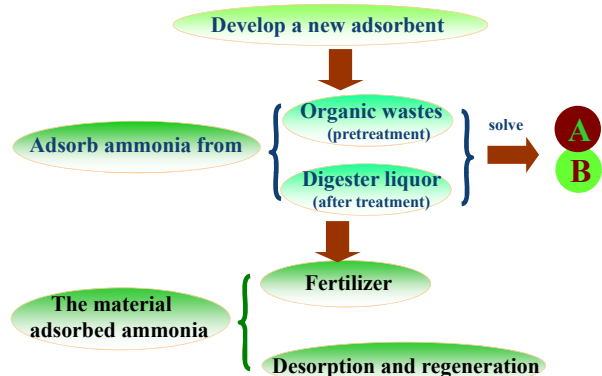 Develop a new adsorbent
Organic wastes
(pretreatment)
solve
A
Adsorb ammonia from
B
Digester liquor
(after treatment)
Fertilizer
The material
adsorbed ammonia
Desorption and regeneration